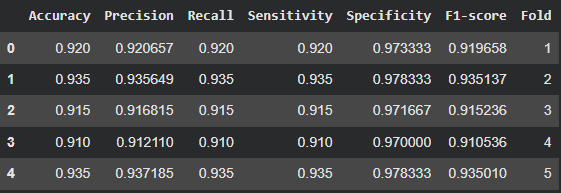 Accuracy Precision Recall Sensitivity Specificity F1-score Fold
0 0.920 0.920657 0.920 0.920 0.973333 0.919658 1
1 0.935 0.935649 0.935 0.935 0.978333 0.935137 2
2 0.915 0.916815 0.915 0.915 0.971667 0.915236 3
3 0.910 0.912110 0.910 0.910 0.970000 0.910536 4
4 0.935 0.937185 0.935 0.935 0.978333 0.935010 5